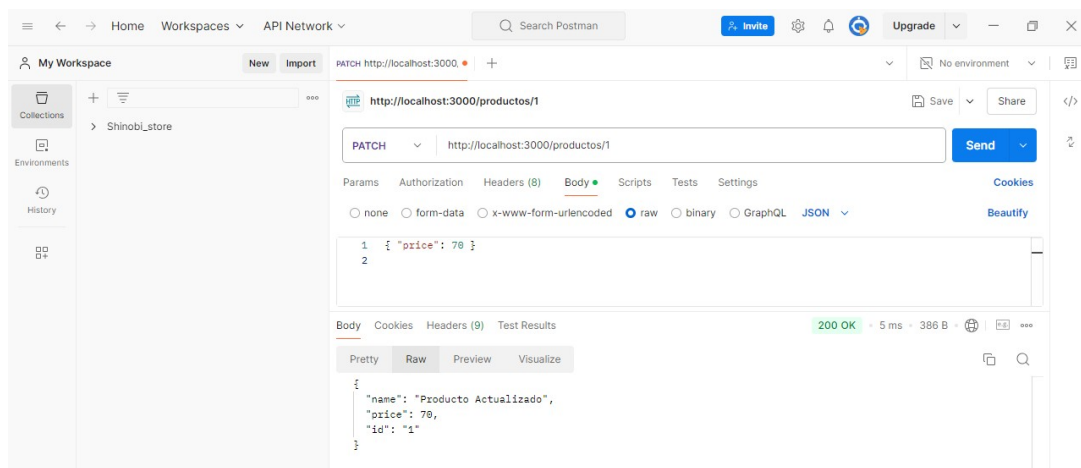 Home Workspaces API Network Search Postman Invite Upgrade
My Workspace New Import PATCH http://localhost:3000, No environment
Collections
Environments
History
Shinobi_store
HTTP http://localhost:3000/productos/1 Save Share
PATCH http://localhost:3000/productos/1 Send
Params Authorization Headers (8) Body Scripts Tests Settings Cookies
none form-data x-www-form-urlencoded raw binary GraphQL JSON Beautify
1 { "price": 70 }
2
Body Cookies Headers (9) Test Results 200 OK 5 ms 386 B
Pretty Raw Preview Visualize
{
"name": "Producto Actualizado",
"price": 70,
"id": "1"
}